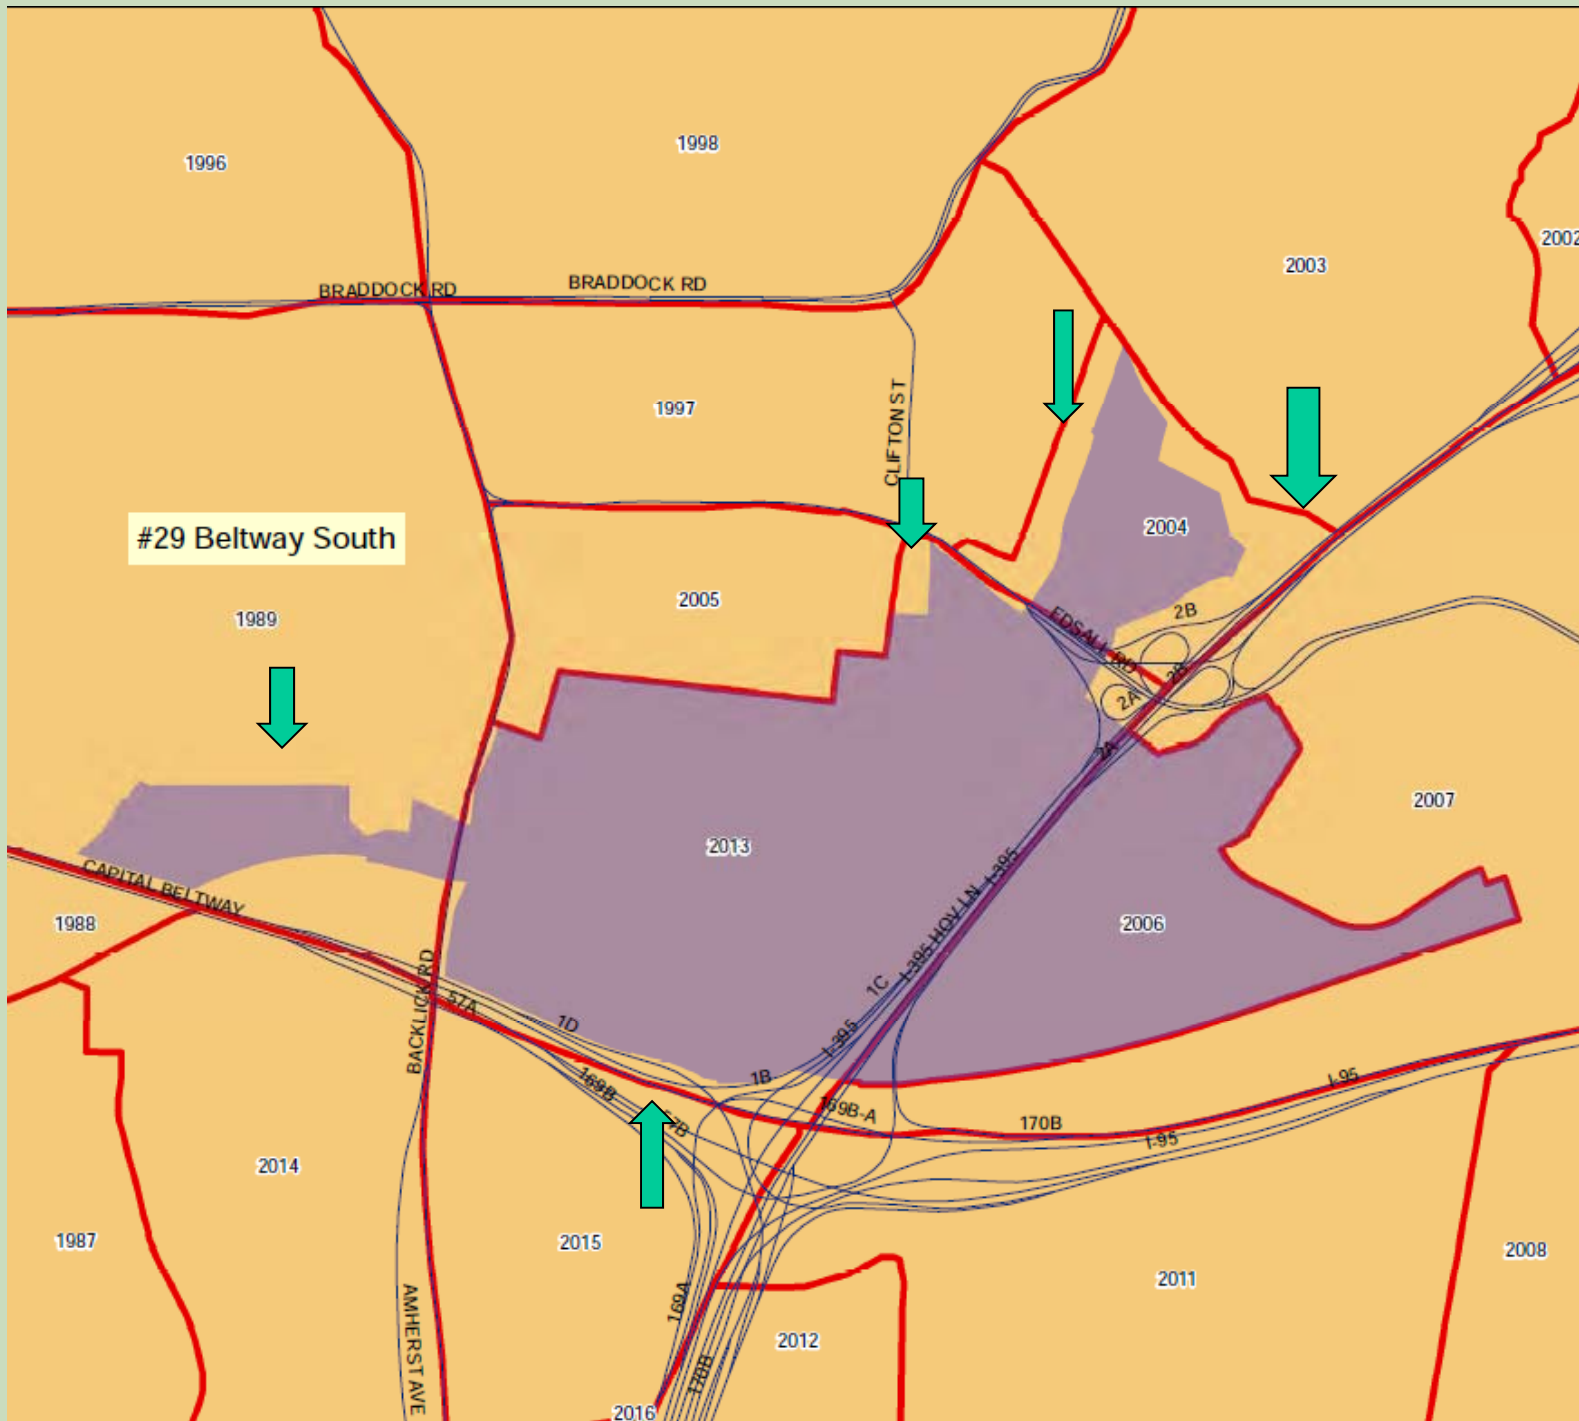 1998
1996
2002
2003
BRADDOCK RD
BRADDOCK RD
1997
CLIFTON ST
2004
#29 Beltway South
2005
1989
2B
EDSALL RD
2B
2A
2A
2007
2013
I-395
CAPITAL BELTWAY
1988
2006
I-395 HOV LN
BACKLICK RD
1C
57A
1D
I-395
1B
I-95
169B
169B-A
57B
170B
I-95
2014
1987
2015
2008
2011
169A
AMHERST AVE
2012
170B
2016